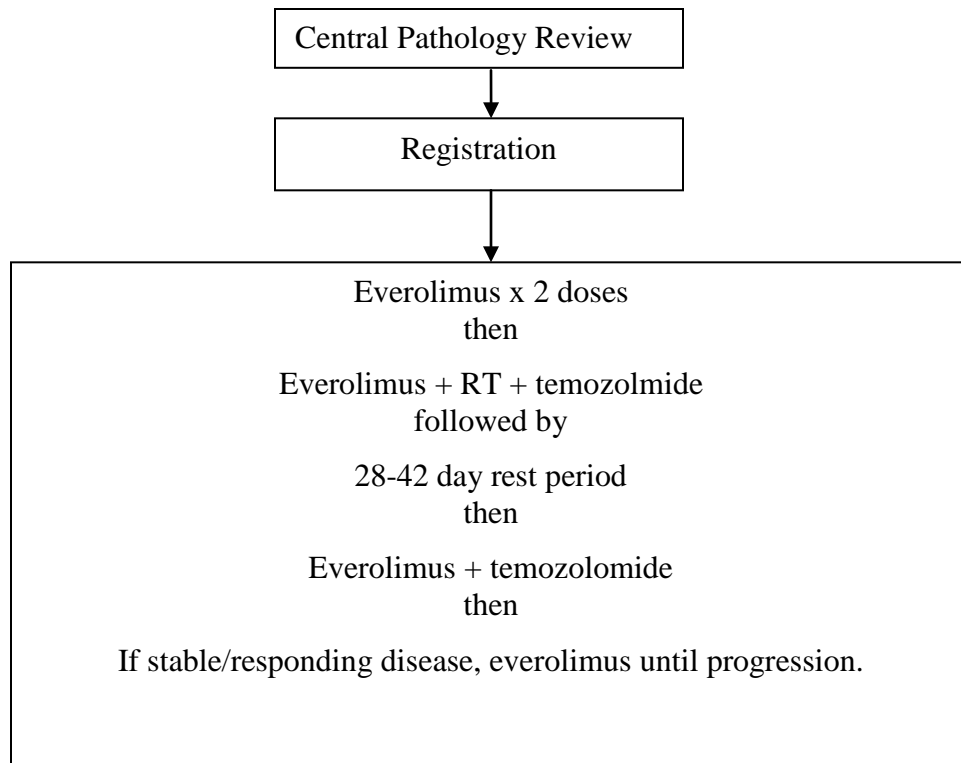 Central Pathology Review
Registration
Everolimus x 2 doses
then
Everolimus + RT + temozolmide
followed by
28-42 day rest period
then
Everolimus + temozolomide
then
If stable/responding disease, everolimus until progression.